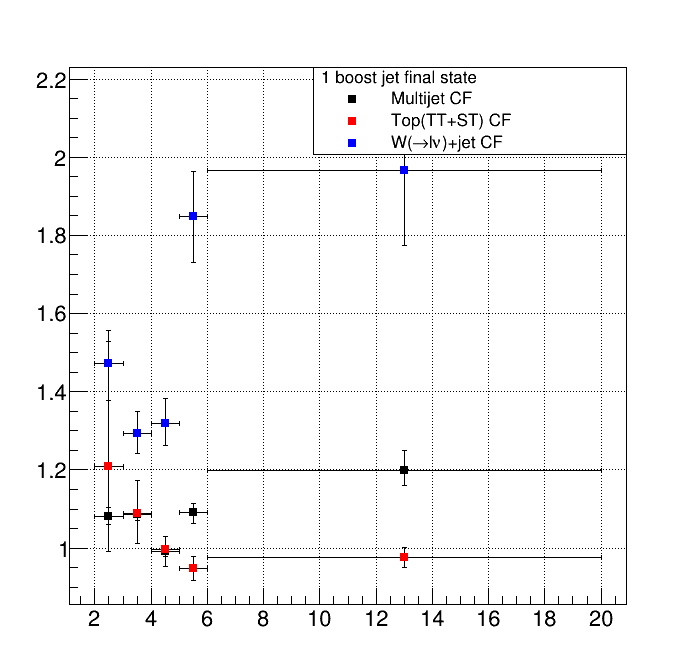 1 boost jet final state
Multijet CF
Top(TT+ST) CF
W(→lν)+jet CF
2.2
2
1.8
1.6
1.4
1.2
1
2 4 6 8 10 12 14 16 18 20